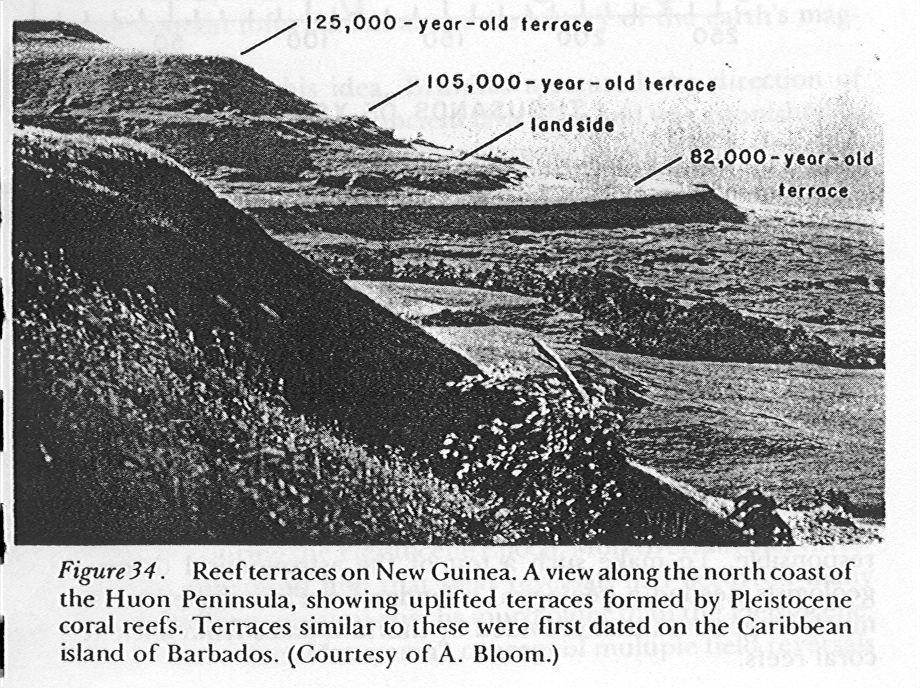 125,000-year-old terrace
105,000-year-old terrace
landside
82,000-year-old
terrace
Figure 34. Reef terraces on New Guinea. A view along the north coast of
the Huon Peninsula, showing uplifted terraces formed by Pleistocene
coral reefs. Terraces similar to these were first dated on the Caribbean
island of Barbados. (Courtesy of A. Bloom.)